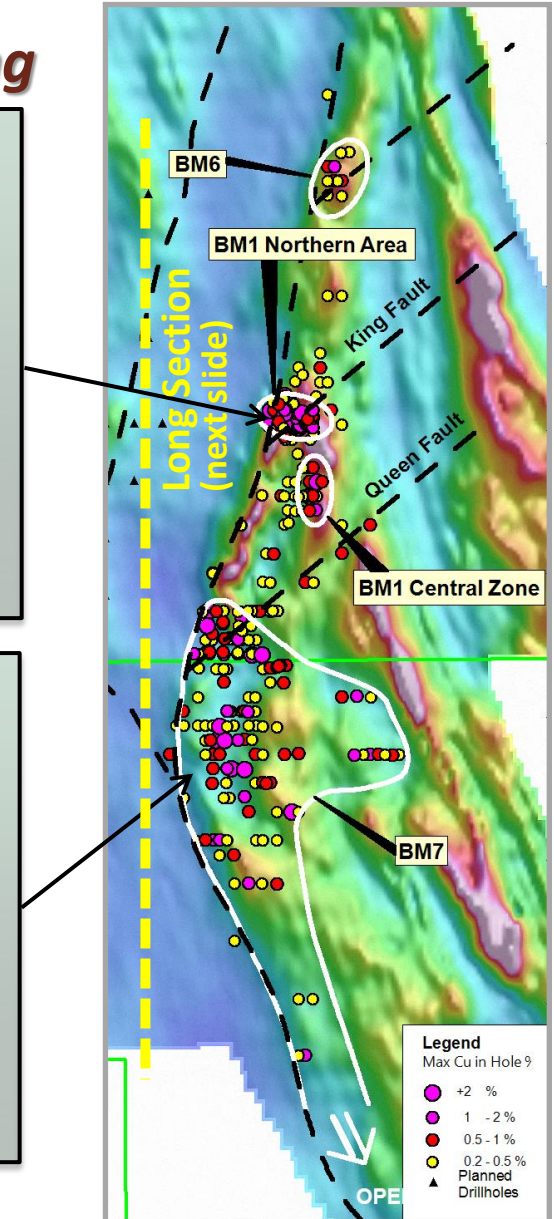 BM6
BM1 Northern Area
Long Section
(next slide)
King Fault
Queen Fault
BM1 Central Zone
BM7
Legend
Max Cu in Hole %
+2 %
1 - 2 %
0.5 - 1 %
0.2 - 0.5 %
Planned
Drillholes